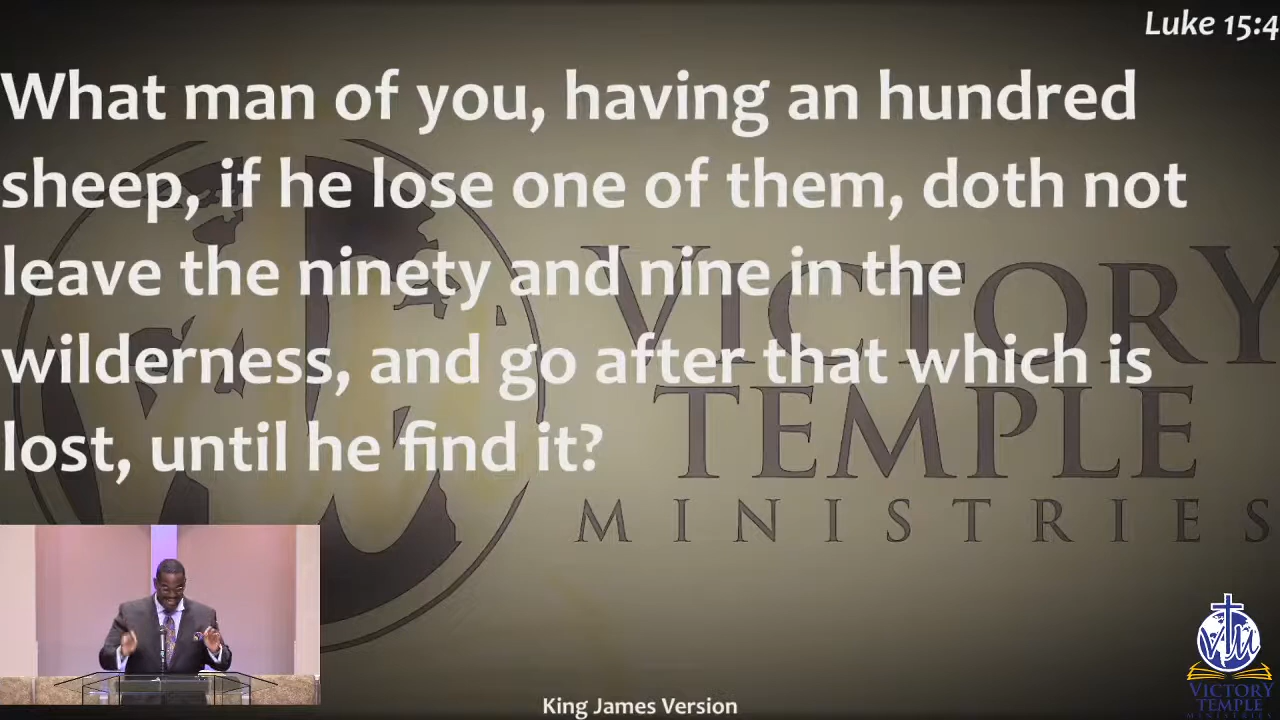 Luke 15:4
What man of you, having an hundred
sheep, if he lose one of them, doth not
leave the ninety and nine in the
wilderness, and go after that which is
lost, until he find it?
VICTORY
TEMPLE
MINISTRIES
King James Version
VTM
VICTORY
TEMPLE
MINISTRIES